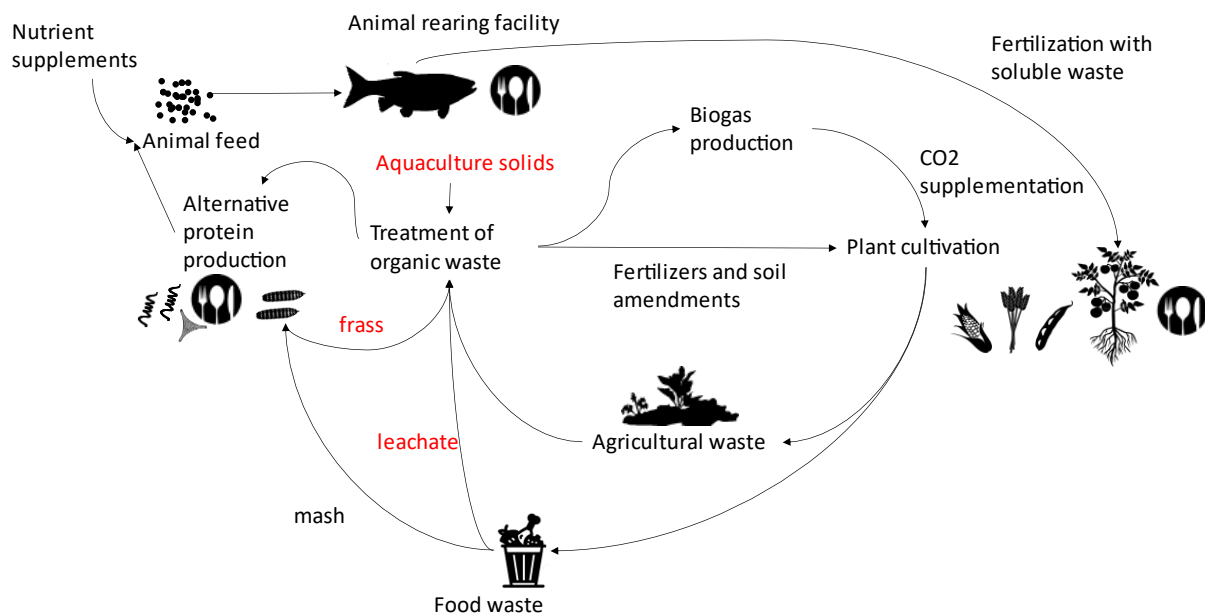 Nutrient
supplements
Animal rearing facility
Fertilization with
soluble waste
Animal feed
Biogas
production
Aquaculture solids
CO2
supplementation
Alternative
protein
production
Treatment of
organic waste
Plant cultivation
Fertilizers and soil
amendments
frass
leachate
Agricultural waste
mash
Food waste